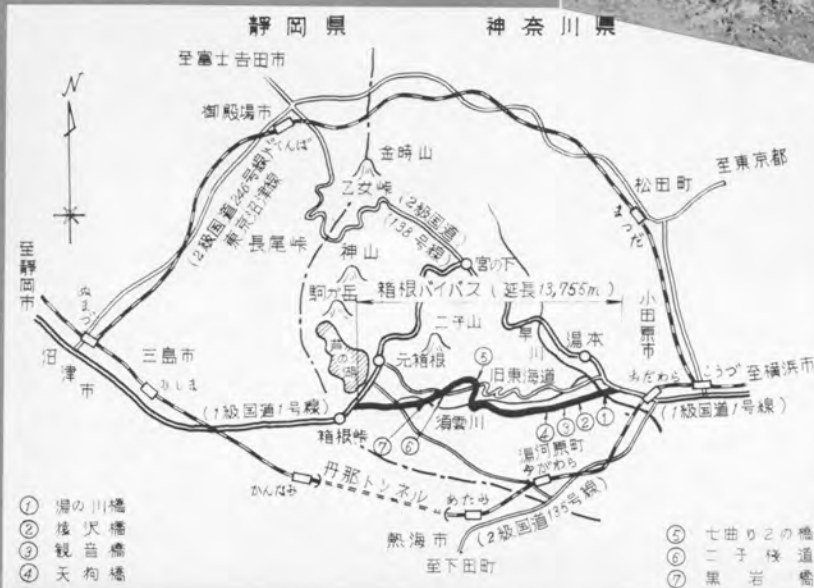 靜岡県
神奈川県
至富士吉田市
N
御殿場市
ごてんば
金時山
乙女峠
(2級国道246号線)
東京沼津線
(2級国道)
(138号線)
松田町
至東京都
まつだ
長尾峠
神山
宮の下
至靜岡市
駒ガ岳
箱根バイパス(延長13,755m)
小田原市
ぬまづ
二子山
早川
湯本
芦の湖
沼津市
三島市
みしま
元箱根
⑤
旧東海道
おだわら
こうづ
至横浜市
(1級国道1号線)
箱根峠
須雲川
⑦
⑥
④
③
②
①
(1級国道1号線)
湯河原町
ゆがわら
丹那トンネル
かんなみ
あたみ
熱海市
(2級国道135号線)
至下田町
① 湯の川橋
② 猿沢橋
③ 観音橋
④ 天狗橋
⑤ 七曲り2の橋
⑥ 二子棧道
⑦ 黒岩橋